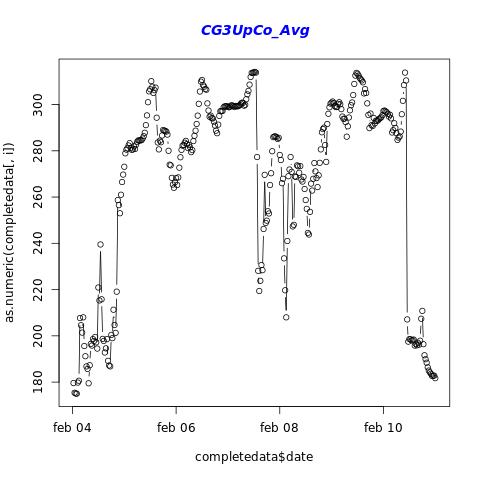 CG3UpCo_Avg
as.numeric(completedata[, i])
300
280
260
240
220
200
180
feb 04
feb 06
feb 08
feb 10
completedata$date